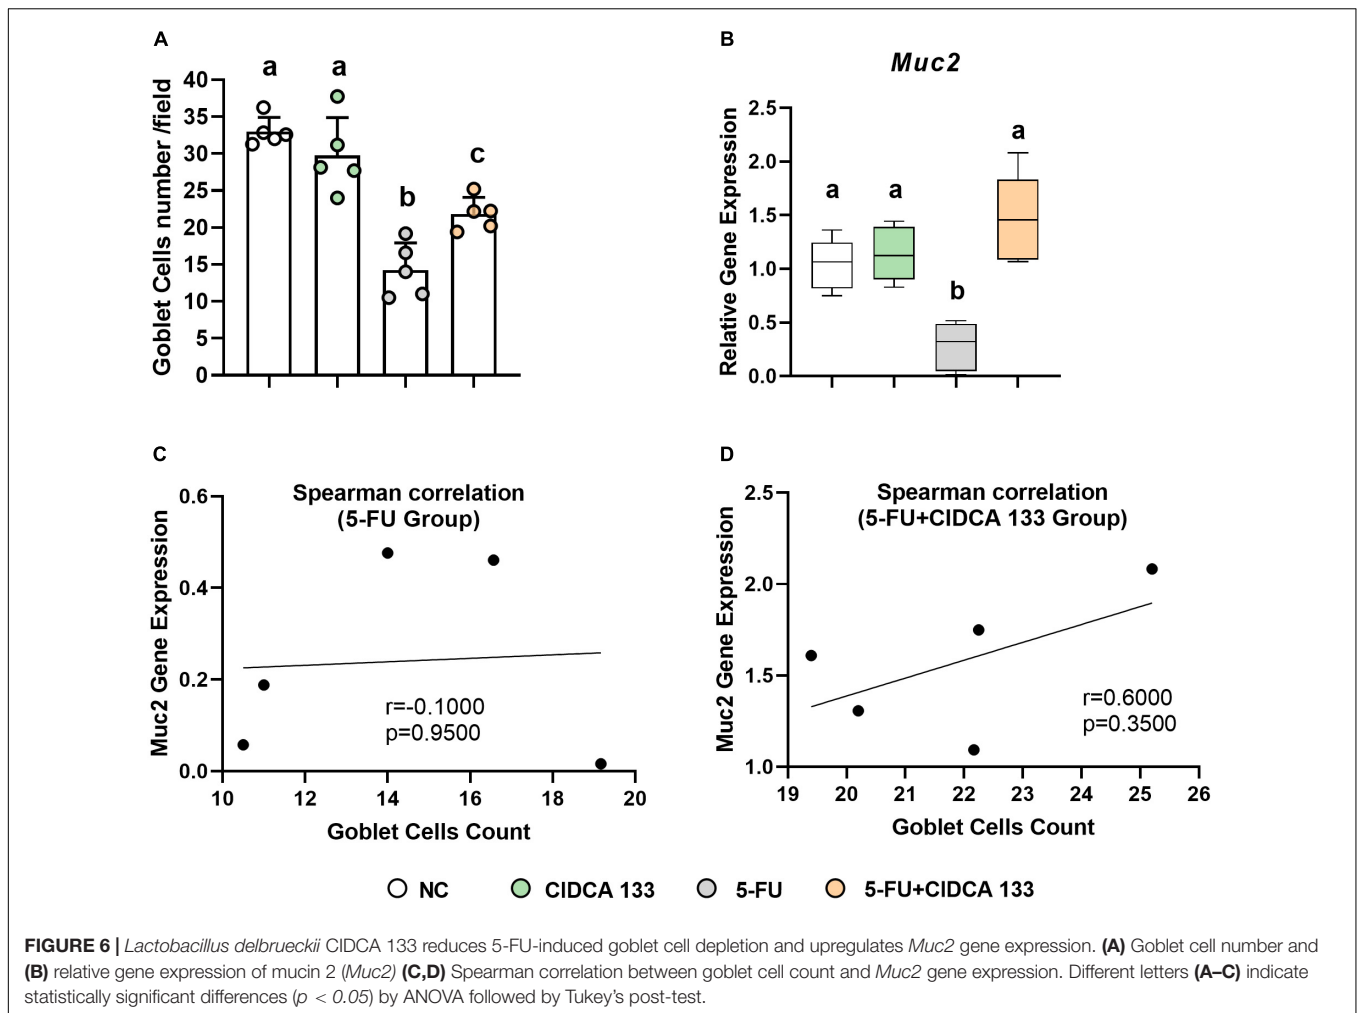 A
Goblet Cells number /field
40
35
30
25
20
15
10
5
0
a
a
b
c
B
Muc2
Relative Gene Expression
2.5
2.0
1.5
1.0
0.5
0.0
a
a
b
a
C
Spearman correlation
(5-FU Group)
Muc2 Gene Expression
0.6
0.4
0.2
0.0
r=-0.1000
p=0.9500
10 12 14 16 18 20
Goblet Cells Count
D
Spearman correlation
(5-FU+CIDCA 133 Group)
Muc2 Gene Expression
2.5
2.0
1.5
1.0
r=0.6000
p=0.3500
19 20 21 22 23 24 25 26
Goblet Cells Count
NC CIDCA 133 5-FU 5-FU+CIDCA 133
FIGURE 6 | Lactobacillus delbrueckii CIDCA 133 reduces 5-FU-induced goblet cell depletion and upregulates Muc2 gene expression. (A) Goblet cell number and
(B) relative gene expression of mucin 2 (Muc2) (C,D) Spearman correlation between goblet cell count and Muc2 gene expression. Different letters (A–C) indicate
statistically significant differences (p < 0.05) by ANOVA followed by Tukey's post-test.